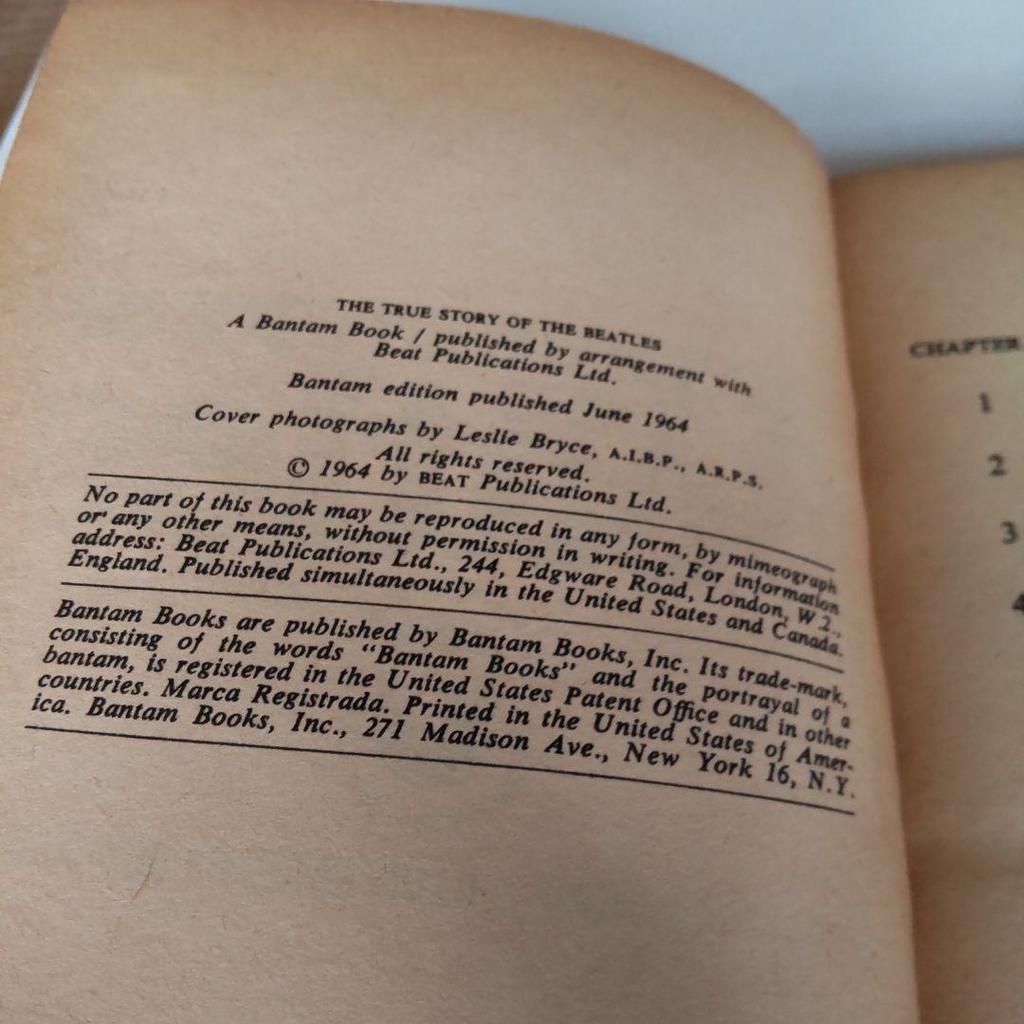 THE TRUE STORY OF THE BEATLES
A Bantam Book / published by arrangement with
Beat Publications Ltd.
Bantam edition published June 1964
Cover photographs by Leslie Bryce, A.I.B.P., A.R.P.S.
All rights reserved.
© 1964 by BEAT Publications Ltd.
No part of this book may be reproduced in any form, by mimeograph
or any other means, without permission in writing. For information
address: Beat Publications Ltd., 244, Edgware Road, London, W.2.,
England. Published simultaneously in the United States and Canada.
Bantam Books are published by Bantam Books, Inc. Its trade-mark,
consisting of the words "Bantam Books" and the portrayal of a
bantam, is registered in the United States Patent Office and in other
countries. Marca Registrada. Printed in the United States of Amer-
ica. Bantam Books, Inc., 271 Madison Ave., New York 16, N.Y.
CHAPTER
1
2
3
4